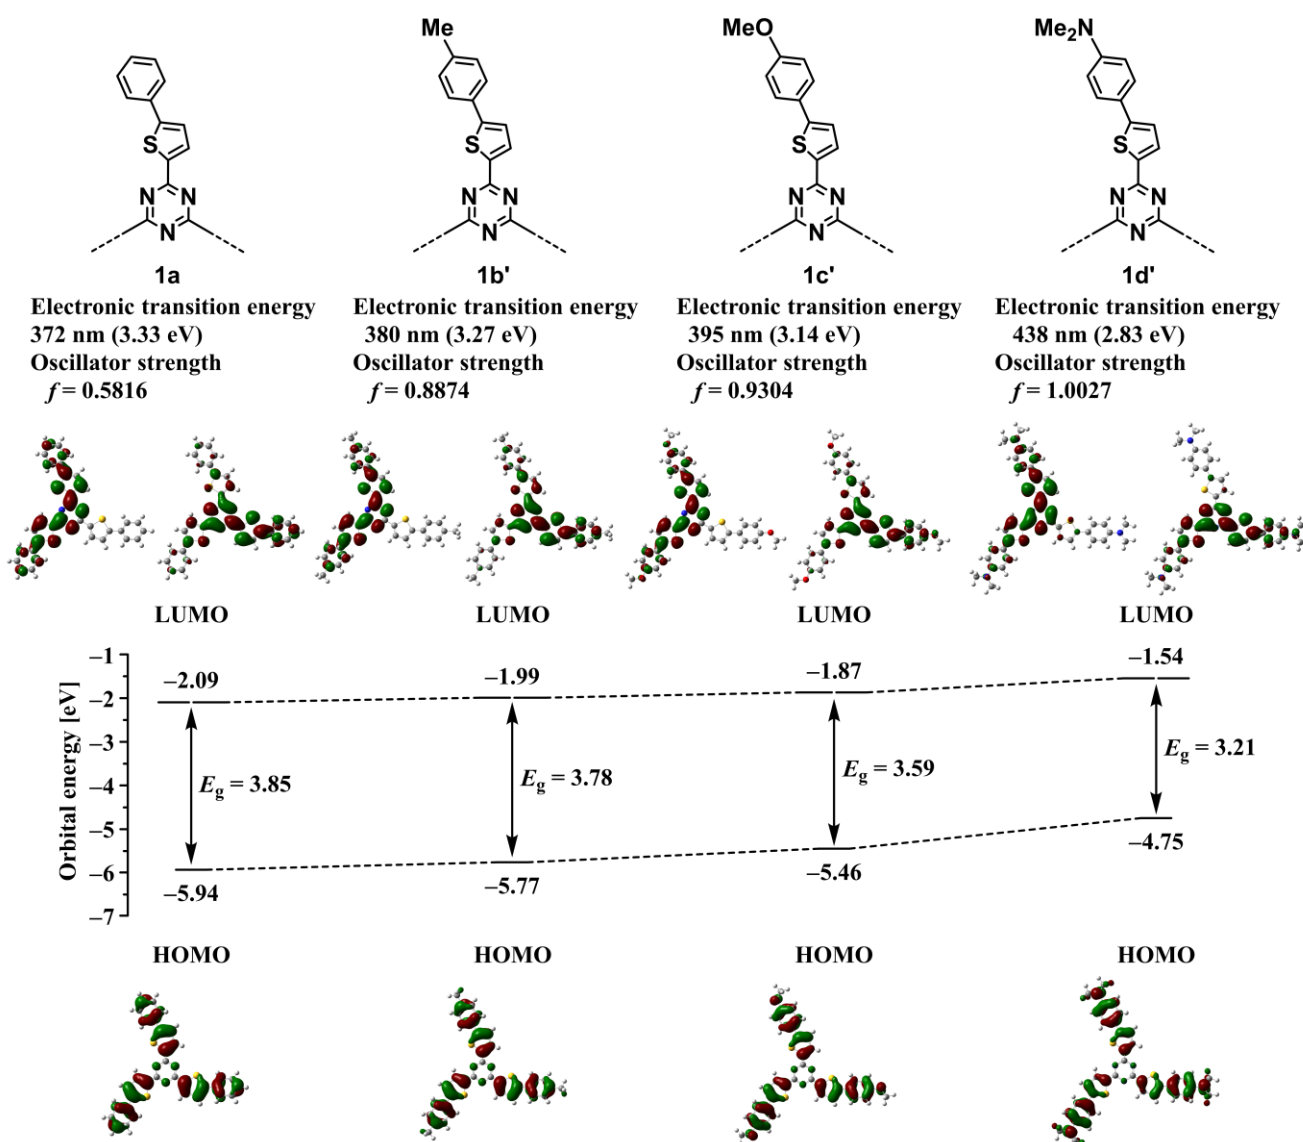 Me MeO Me2N
S S S S
N N N N N N N N
N N N N
1a 1b' 1c' 1d'
Electronic transition energy Electronic transition energy Electronic transition energy Electronic transition energy
372 nm (3.33 eV) 380 nm (3.27 eV) 395 nm (3.14 eV) 438 nm (2.83 eV)
Oscillator strength Oscillator strength Oscillator strength Oscillator strength
f = 0.5816 f = 0.8874 f = 0.9304 f = 1.0027
LUMO LUMO LUMO LUMO
Orbital energy [eV]
–1
–2
–3
–4
–5
–6
–7
–2.09 –1.99 –1.87 –1.54
Eg = 3.85 Eg = 3.78 Eg = 3.59 Eg = 3.21
–5.94 –5.77 –5.46 –4.75
HOMO HOMO HOMO HOMO